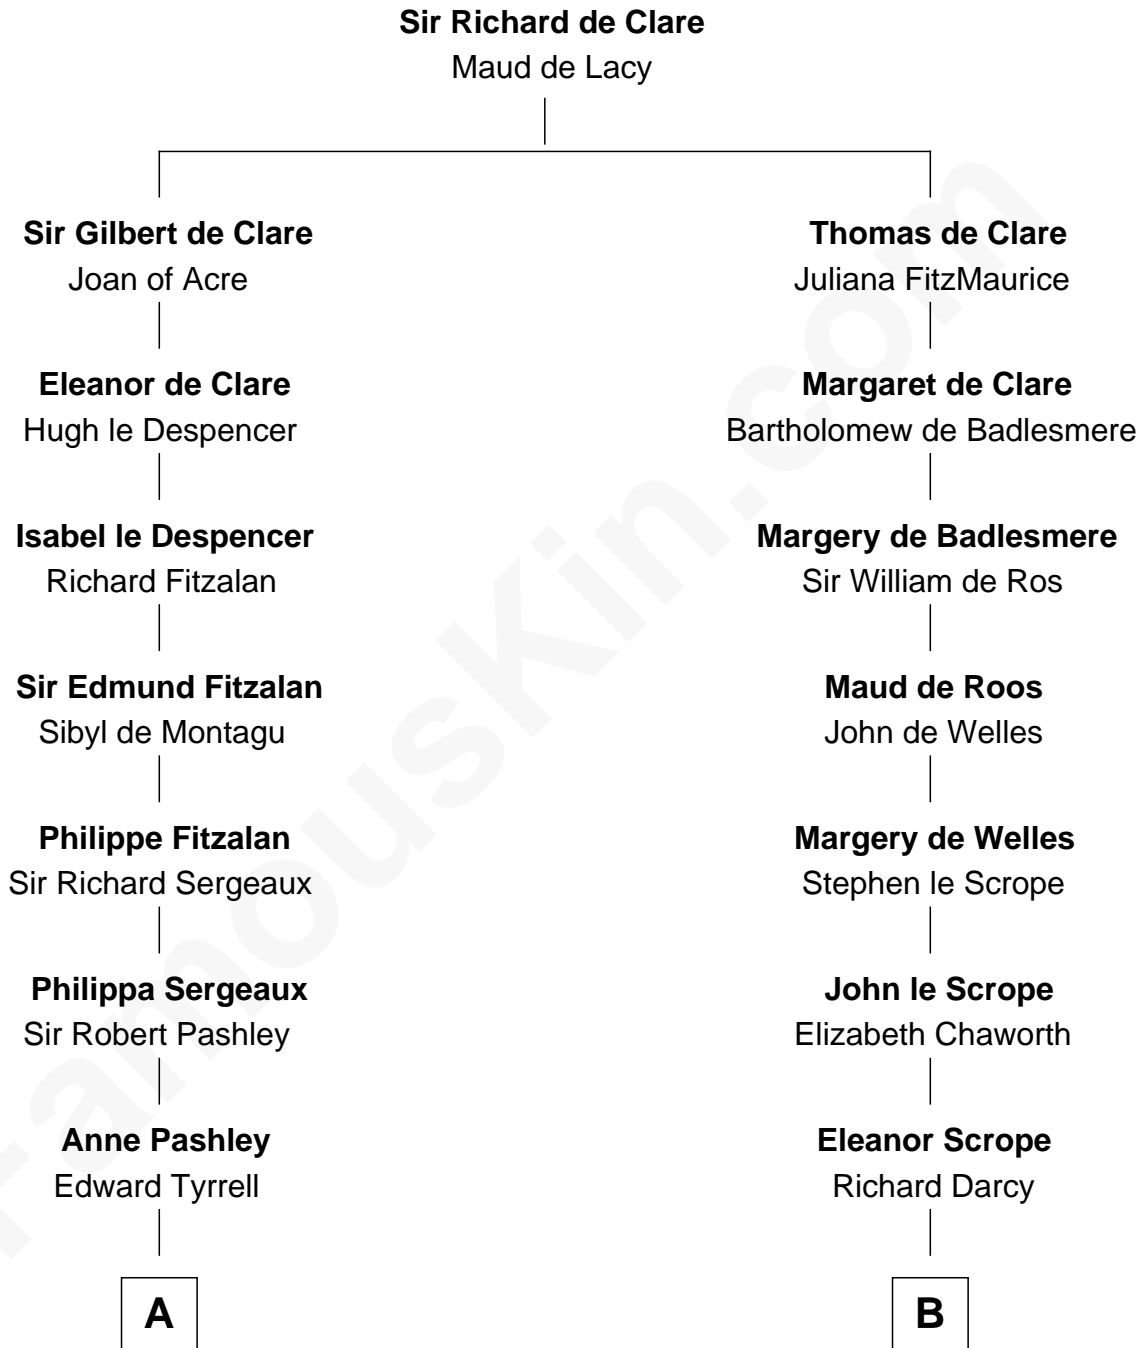 Sir Richard de Clare
Maud de Lacy
Sir Gilbert de Clare
Joan of Acre
Eleanor de Clare
Hugh le Despencer
Isabel le Despencer
Richard Fitzalan
Sir Edmund Fitzalan
Sibyl de Montagu
Philippe Fitzalan
Sir Richard Sergeaux
Philippa Sergeaux
Sir Robert Pashley
Anne Pashley
Edward Tyrrell
A
Thomas de Clare
Juliana FitzMaurice
Margaret de Clare
Bartholomew de Badlesmere
Margery de Badlesmere
Sir William de Ros
Maud de Roos
John de Welles
Margery de Welles
Stephen le Scrope
John le Scrope
Elizabeth Chaworth
Eleanor Scrope
Richard Darcy
B
FamousKin.com